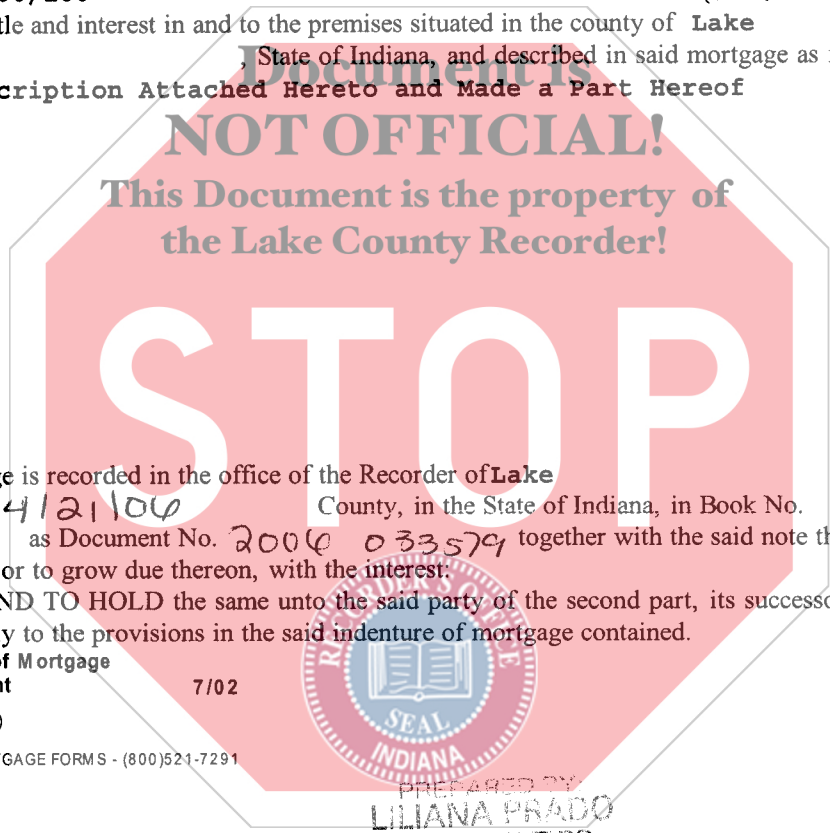 tle and interest in and to the premises situated in the county of Lake
, State of Indiana, and described in said mortgage as
Document is
cription Attached Hereto and Made a Part Hereof
NOT OFFICIAL!
This Document is the property of
the Lake County Recorder!
STOP
ge is recorded in the office of the Recorder of Lake
4/21/06 County, in the State of Indiana, in Book No.
as Document No. 2006 033579 together with the said note th
or to grow due thereon, with the interest:
ND TO HOLD the same unto the said party of the second part, its successo
y to the provisions in the said indenture of mortgage contained.
of Mortgage
nt 7/02
)
GAGE FORMS - (800)521-7291
RECORDER'S OFFICE
SEAL
INDIANA
PREPARED BY:
LILIANA PRADO